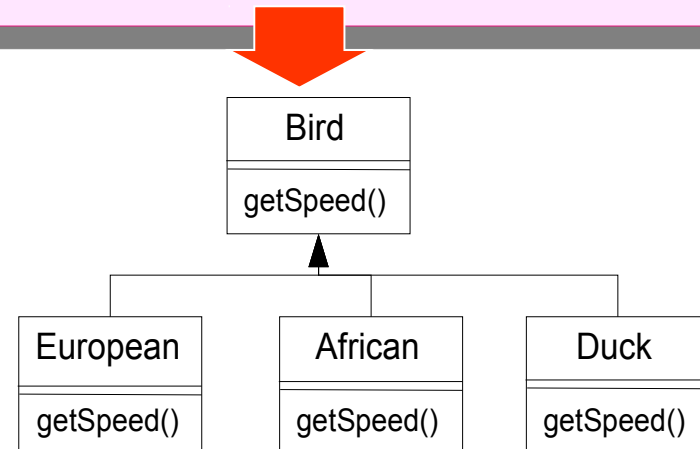 Bird
getSpeed()
European
African
Duck
getSpeed()
getSpeed()
getSpeed()